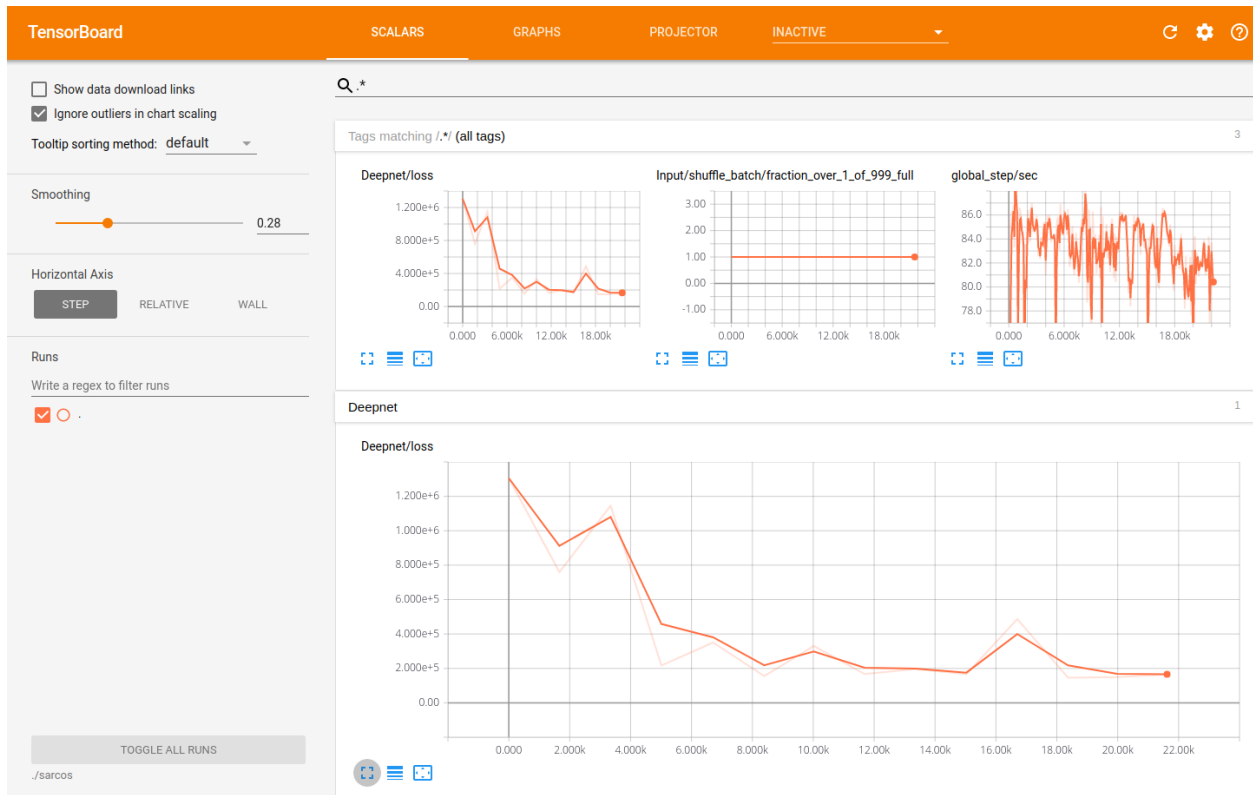 TensorBoard
SCALARS
GRAPHS
PROJECTOR
INACTIVE
Show data download links
Ignore outliers in chart scaling
Tooltip sorting method: default
Smoothing
0.28
Horizontal Axis
STEP
RELATIVE
WALL
Runs
Write a regex to filter runs
.
TOGGLE ALL RUNS
./sarcos
.*
Tags matching /.*/ (all tags)
3
Deepnet/loss
1.200e+6
8.000e+5
4.000e+5
0.00
0.000 6.000k 12.00k 18.00k
Input/shuffle_batch/fraction_over_1_of_999_full
3.00
2.00
1.00
0.00
-1.00
0.000 6.000k 12.00k 18.00k
global_step/sec
86.0
84.0
82.0
80.0
78.0
0.000 6.000k 12.00k 18.00k
Deepnet
1
Deepnet/loss
1.200e+6
1.000e+6
8.000e+5
6.000e+5
4.000e+5
2.000e+5
0.00
0.000 2.000k 4.000k 6.000k 8.000k 10.00k 12.00k 14.00k 16.00k 18.00k 20.00k 22.00k